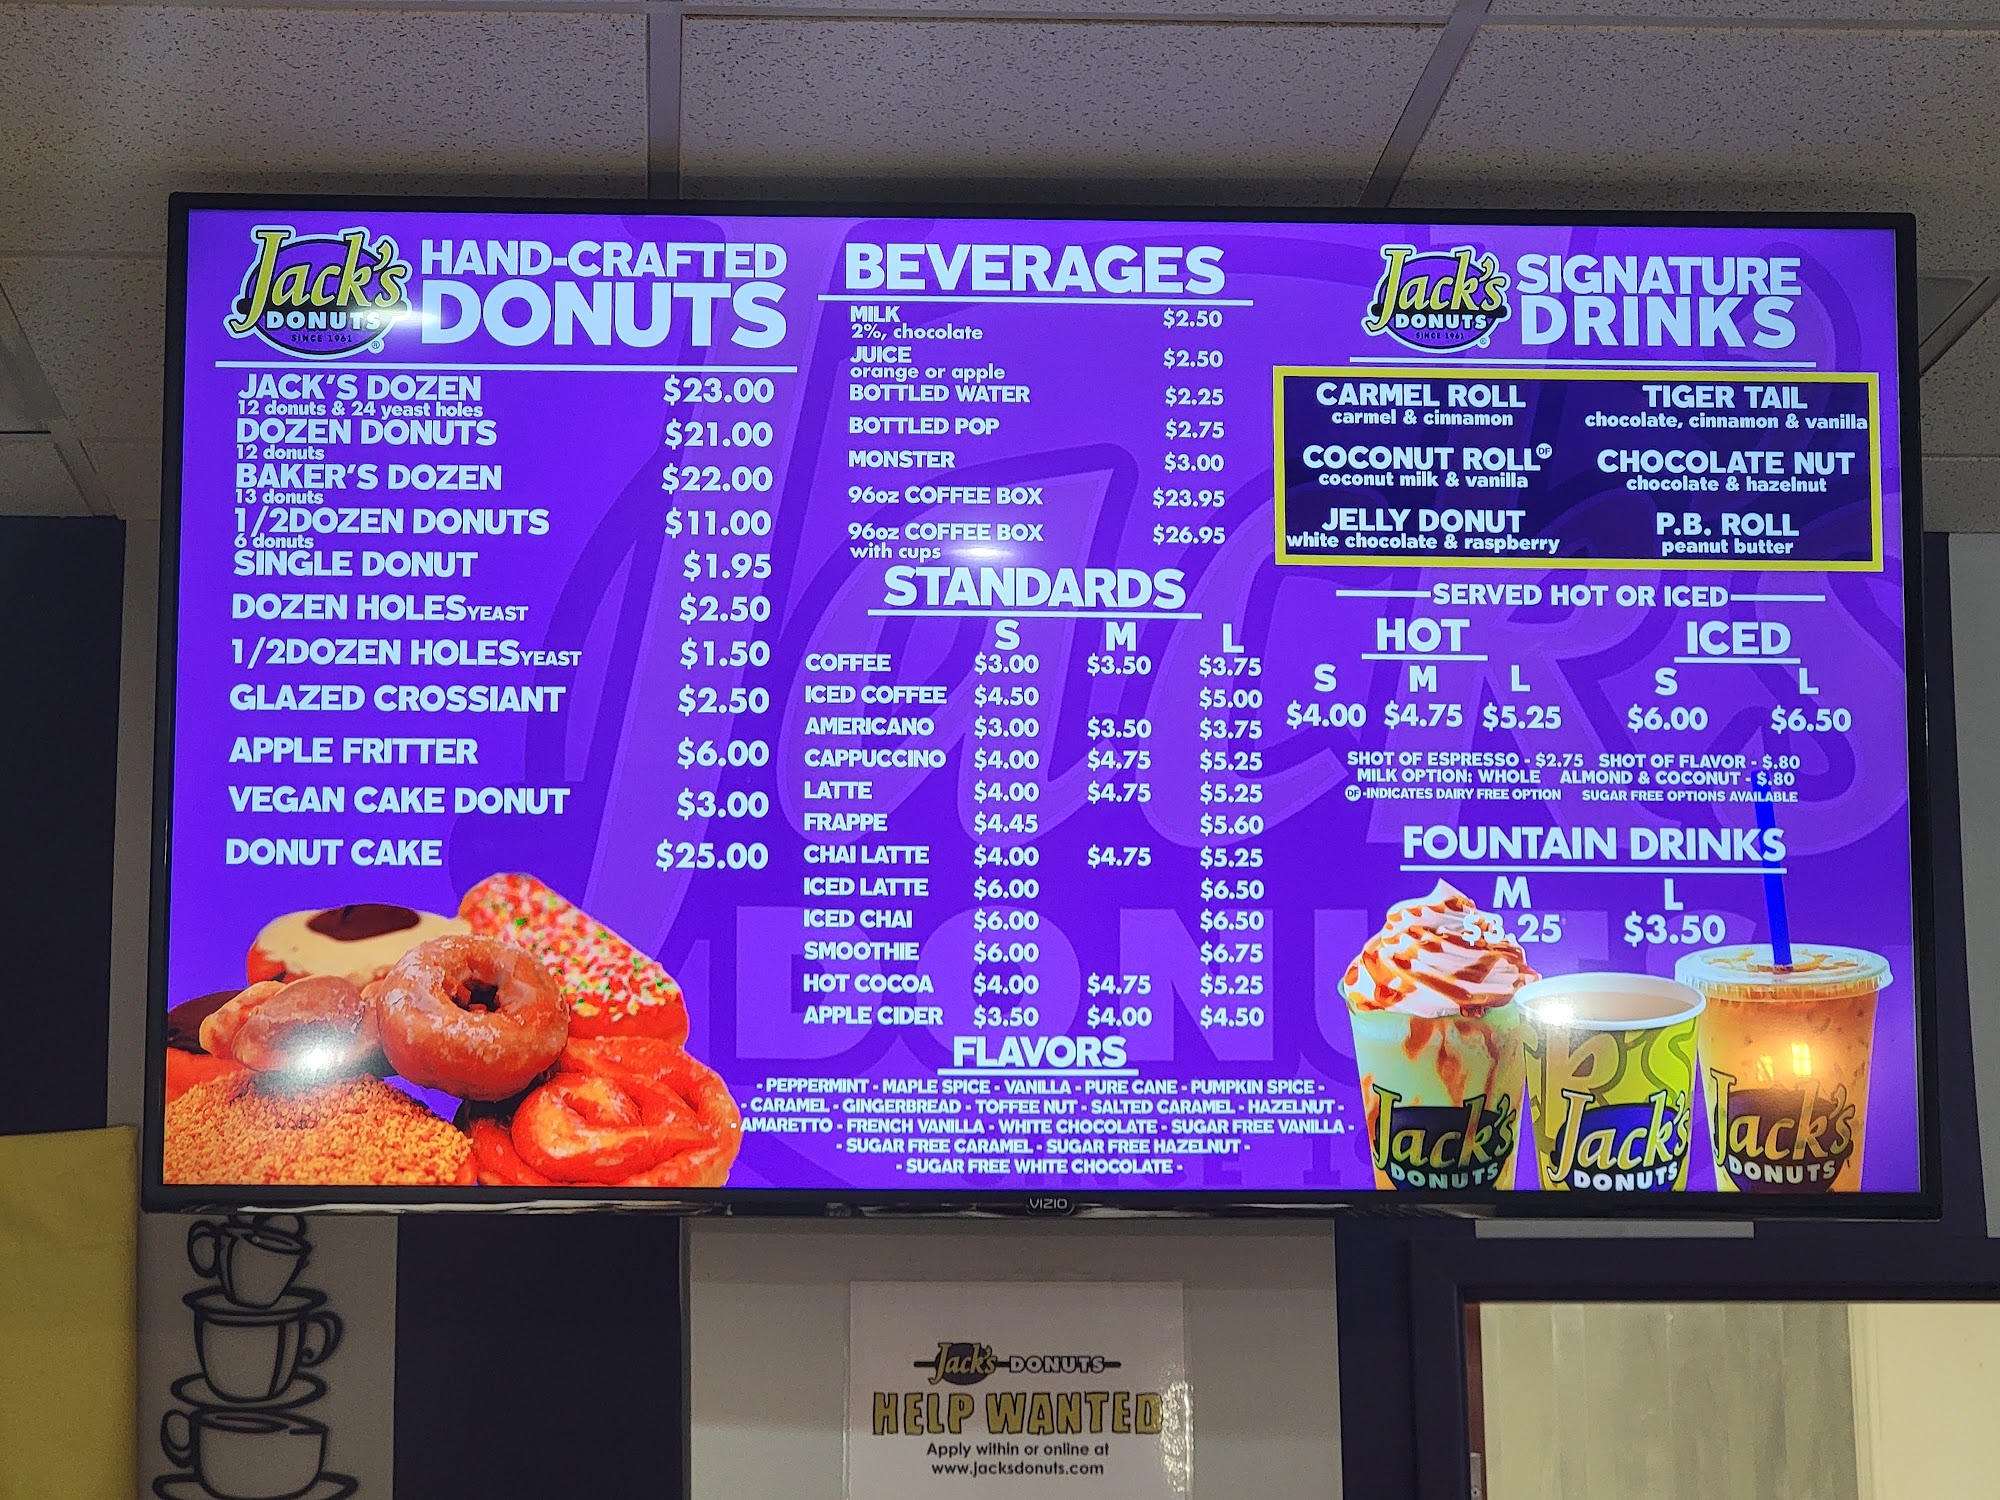 Jack's
DONUTS
SINCE 1961
HAND-CRAFTED
DONUTS
JACK'S DOZEN $23.00
12 donuts & 24 yeast holes
DOZEN DONUTS $21.00
12 donuts
BAKER'S DOZEN $22.00
13 donuts
1/2DOZEN DONUTS $11.00
6 donuts
SINGLE DONUT $1.95
DOZEN HOLES YEAST $2.50
1/2DOZEN HOLES YEAST $1.50
GLAZED CROSSIANT $2.50
APPLE FRITTER $6.00
VEGAN CAKE DONUT $3.00
DONUT CAKE $25.00
BEVERAGES
MILK $2.50
2%, chocolate
JUICE $2.50
orange or apple
BOTTLED WATER $2.25
BOTTLED POP $2.75
MONSTER $3.00
96oz COFFEE BOX $23.95
96oz COFFEE BOX $26.95
with cups
STANDARDS
S M L
COFFEE $3.00 $3.50 $3.75
ICED COFFEE $4.50 $5.00
AMERICANO $3.00 $3.50 $3.75
CAPPUCCINO $4.00 $4.75 $5.25
LATTE $4.00 $4.75 $5.25
FRAPPE $4.45 $5.60
CHAI LATTE $4.00 $4.75 $5.25
ICED LATTE $6.00 $6.50
ICED CHAI $6.00 $6.50
SMOOTHIE $6.00 $6.75
HOT COCOA $4.00 $4.75 $5.25
APPLE CIDER $3.50 $4.00 $4.50
FLAVORS
- PEPPERMINT - MAPLE SPICE - VANILLA - PURE CANE - PUMPKIN SPICE -
- CARAMEL - GINGERBREAD - TOFFEE NUT - SALTED CARAMEL - HAZELNUT -
- AMARETTO - FRENCH VANILLA - WHITE CHOCOLATE - SUGAR FREE VANILLA -
- SUGAR FREE CARAMEL - SUGAR FREE HAZELNUT -
- SUGAR FREE WHITE CHOCOLATE -
Jack's
DONUTS
SINCE 1961
SIGNATURE
DRINKS
CARMEL ROLL
carmel & cinnamon
TIGER TAIL
chocolate, cinnamon & vanilla
COCONUT ROLL DF
coconut milk & vanilla
CHOCOLATE NUT
chocolate & hazelnut
JELLY DONUT
white chocolate & raspberry
P.B. ROLL
peanut butter
SERVED HOT OR ICED
HOT ICED
S M L S L
$4.00 $4.75 $5.25 $6.00 $6.50
SHOT OF ESPRESSO - $2.75 SHOT OF FLAVOR - $.80
MILK OPTION: WHOLE ALMOND & COCONUT - $.80
DF -INDICATES DAIRY FREE OPTION SUGAR FREE OPTIONS AVAILABLE
FOUNTAIN DRINKS
M L
$3.25 $3.50
Jack's
DONUTS
Jack's
DONUTS
Jack's
DONUTS
VIZIO
Jack's DONUTS
HELP WANTED
Apply within or online at
www.jacksdonuts.com